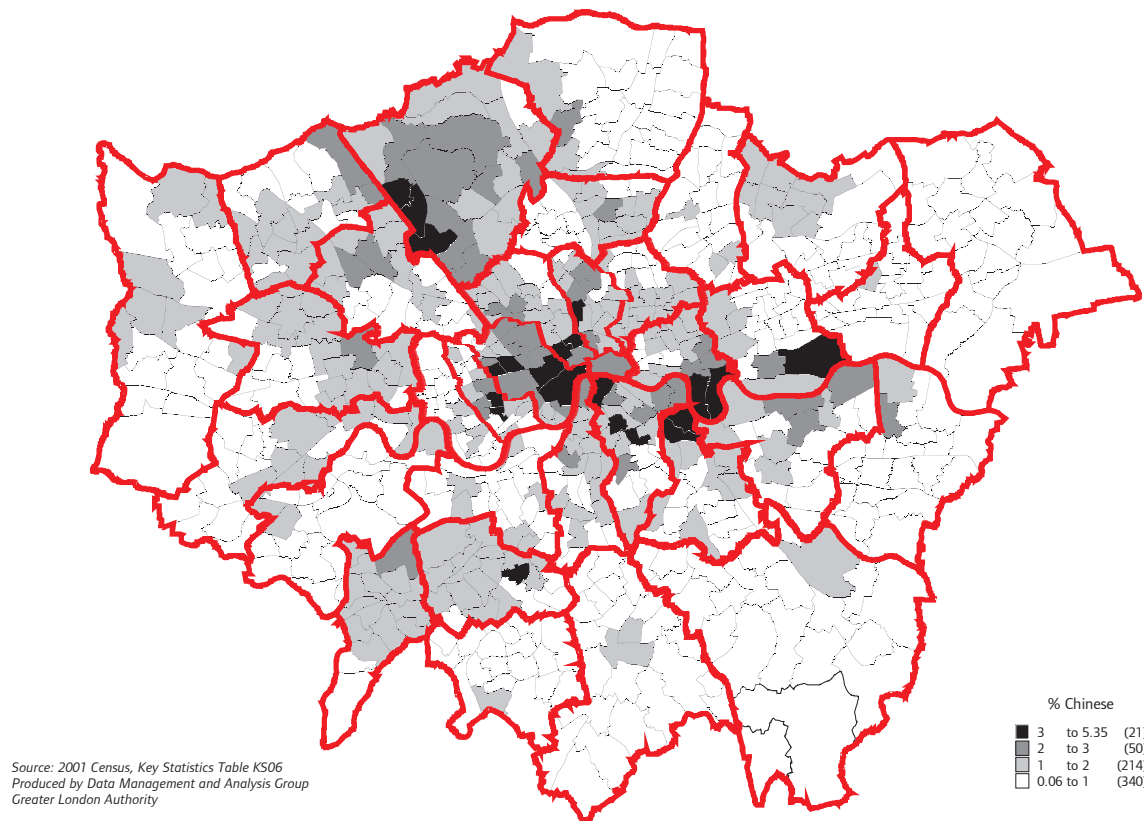 % Chinese
3 to 5.35 (21)
2 to 3 (50)
1 to 2 (214)
0.06 to 1 (340)
Source: 2001 Census, Key Statistics Table KS06
Produced by Data Management and Analysis Group
Greater London Authority